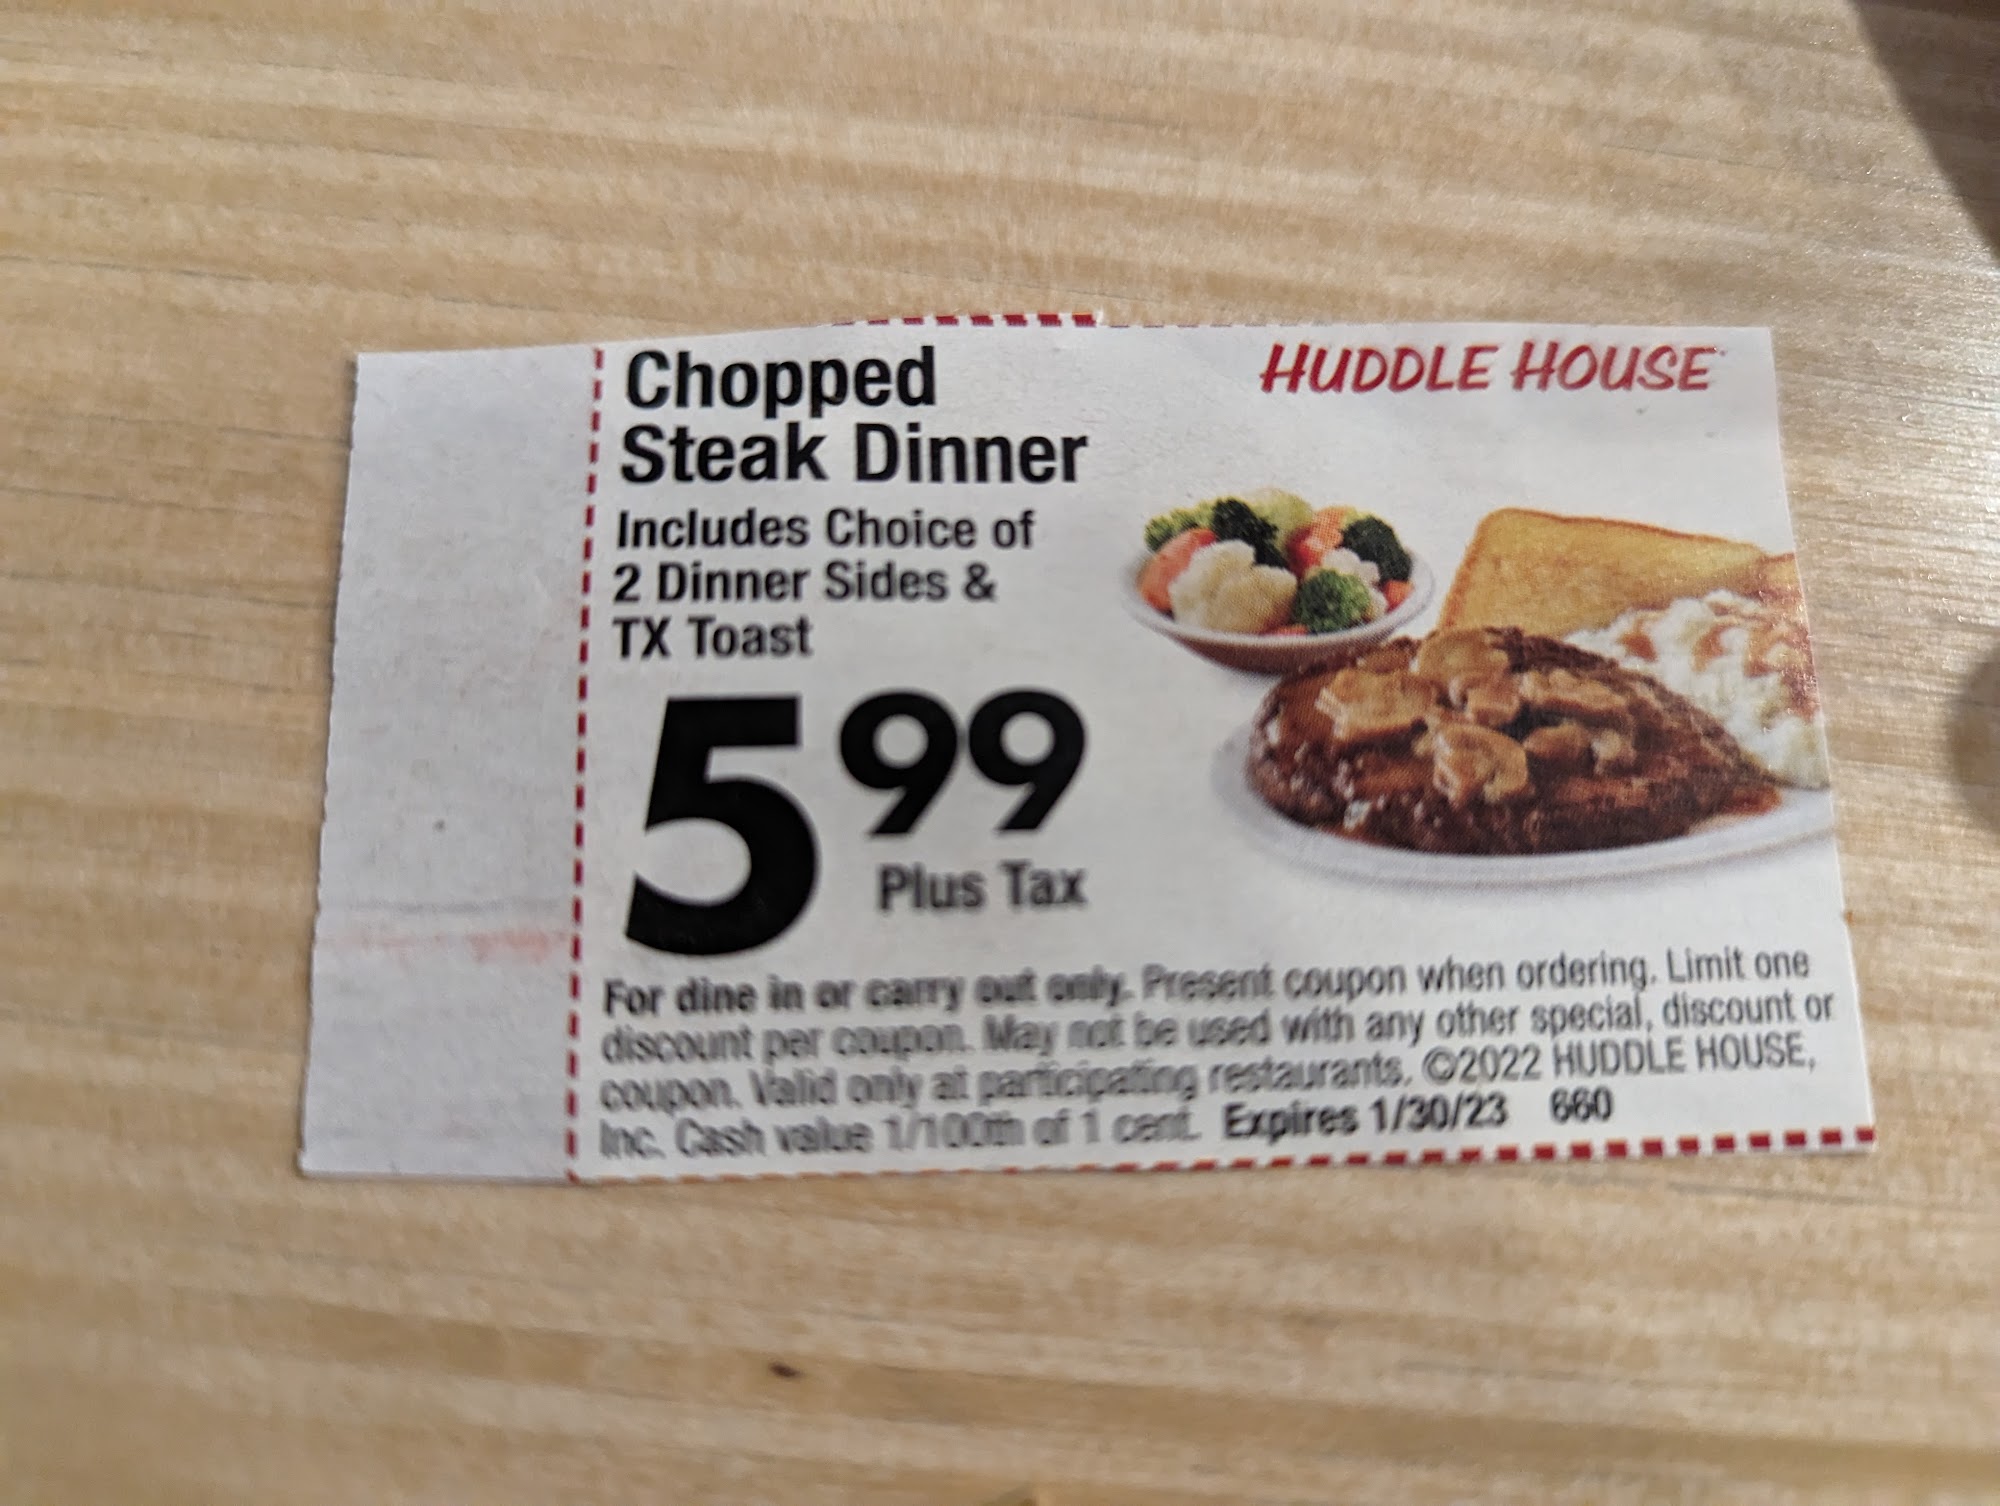 HUDDLE HOUSE
Chopped
Steak Dinner
Includes Choice of
2 Dinner Sides &
TX Toast
5 99
Plus Tax
For dine in or carry out only. Present coupon when ordering. Limit one
discount per coupon. May not be used with any other special, discount or
coupon. Valid only at participating restaurants. ©2022 HUDDLE HOUSE,
Inc. Cash value 1/100th of 1 cent. Expires 1/30/23 660